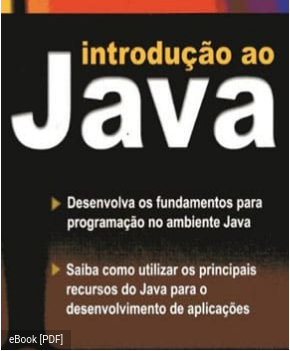 introdução ao
Java
Desenvolva os fundamentos para
programação no ambiente Java
Saiba como utilizar os principais
recursos do Java para o
desenvolvimento de aplicações
eBook [PDF]